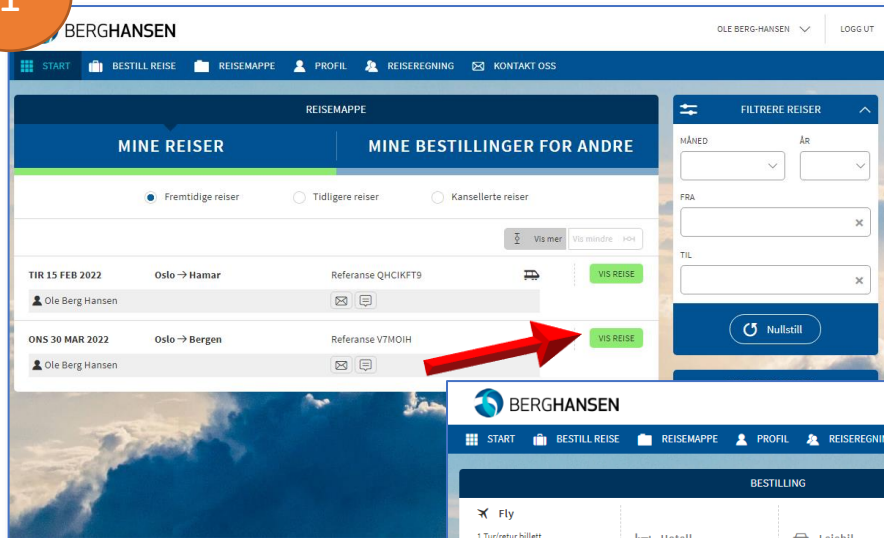 1
BERGHANSEN
OLE BERG-HANSEN
LOGG UT
START BESTILL REISE REISEMAPPE PROFIL REISEREGNING KONTAKT OSS
REISEMAPPE
MINE REISER
MINE BESTILLINGER FOR ANDRE
Fremtidige reiser Tidligere reiser Kansellerte reiser
Vis mer Vis mindre
TIR 15 FEB 2022 Oslo → Hamar Referanse QHCIKFT9 VIS REISE
Ole Berg Hansen
ONS 30 MAR 2022 Oslo → Bergen Referanse V7MOIH VIS REISE
Ole Berg Hansen
FILTRERE REISER
MÅNED ÅR
FRA
TIL
Nullstill
BERGHANSEN
START BESTILL REISE REISEMAPPE PROFIL
BESTILLING
Fly
1 Tur/retur billett
Hotell
Leiebil